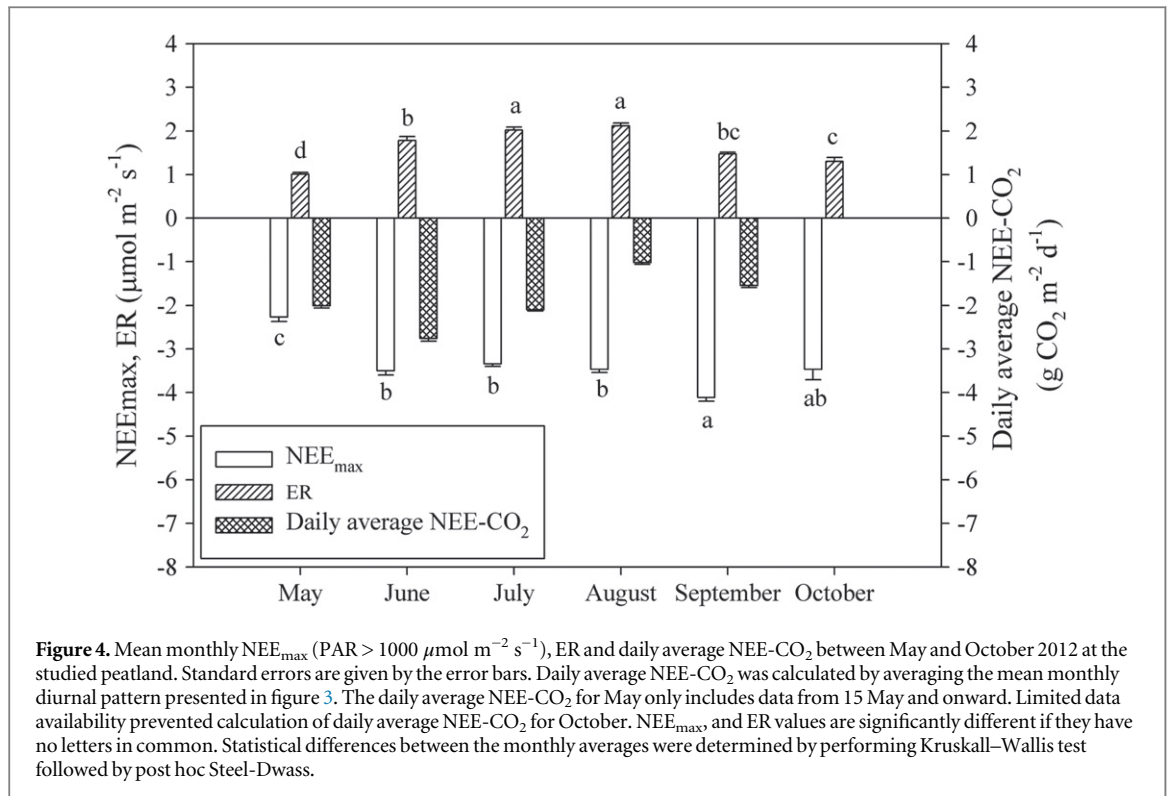 4 4
3 3
2 2
1 1
0 0
-1 -1
-2 -2
-3 -3
-4 -4
-5 -5
-6 -6
-7 -7
-8 -8
NEEmax, ER (μmol m⁻² s⁻¹)
Daily average NEE-CO₂
(g CO₂ m⁻² d⁻¹)
d b a a bc c
c b b b a ab
NEEmax
ER
Daily average NEE-CO₂
May June July August September October
Figure 4. Mean monthly NEEmax (PAR > 1000 μmol m⁻² s⁻¹), ER and daily average NEE-CO₂ between May and October 2012 at the
studied peatland. Standard errors are given by the error bars. Daily average NEE-CO₂ was calculated by averaging the mean monthly
diurnal pattern presented in figure 3. The daily average NEE-CO₂ for May only includes data from 15 May and onward. Limited data
availability prevented calculation of daily average NEE-CO₂ for October. NEEmax, and ER values are significantly different if they have
no letters in common. Statistical differences between the monthly averages were determined by performing Kruskall–Wallis test
followed by post hoc Steel-Dwass.